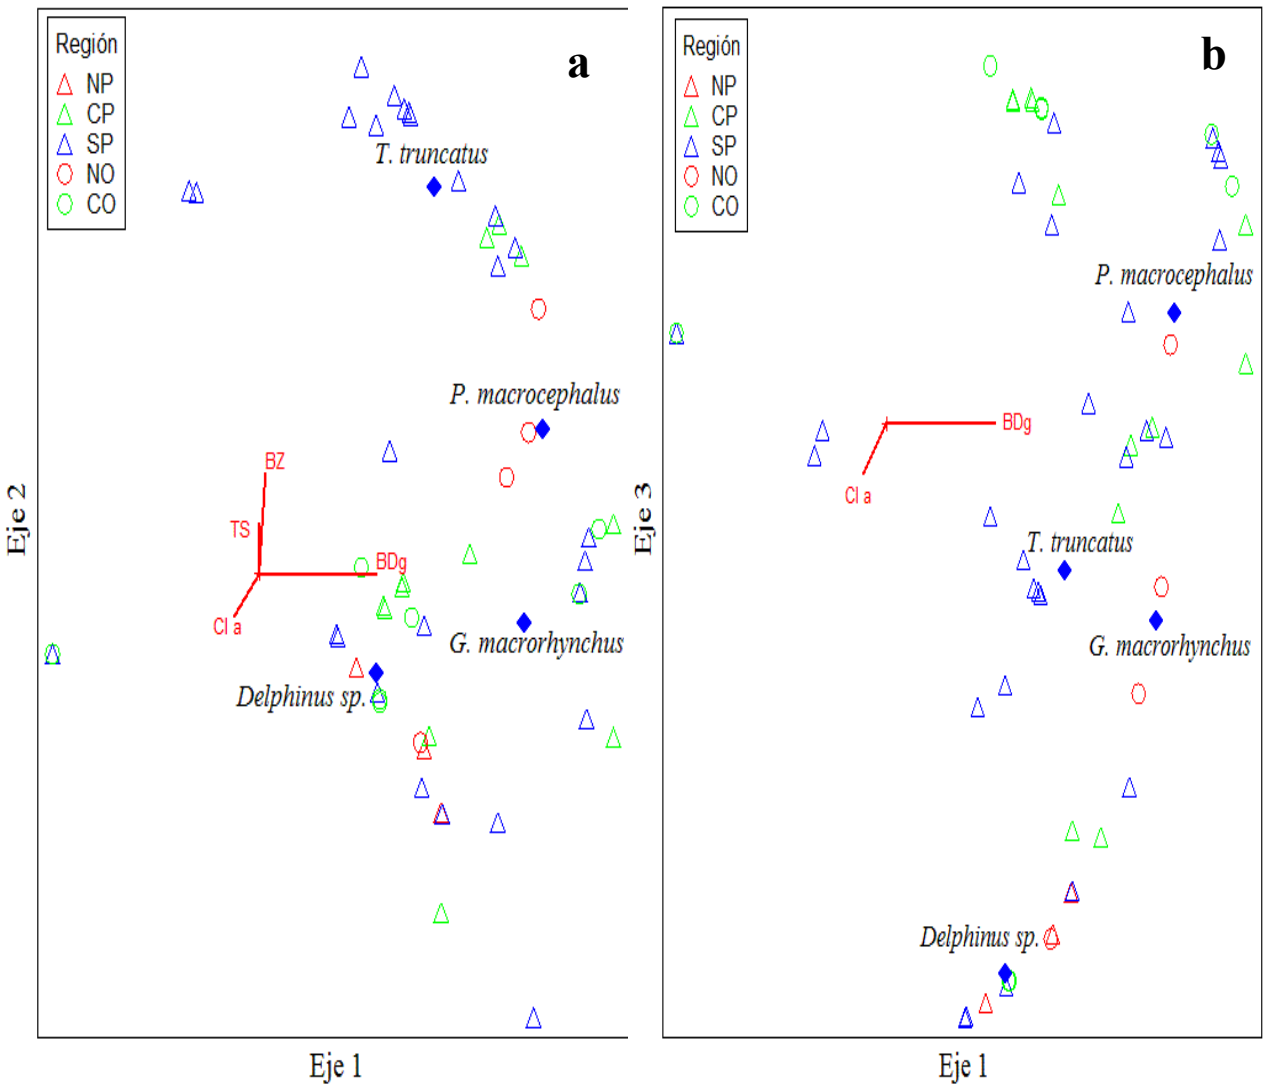 a
Región
NP
CP
SP
NO
CO
T. truncatus
P. macrocephalus
BZ
TS
BDg
Cl a
G. macrorhynchus
Delphinus sp.
Eje 2
Eje 1
b
Región
NP
CP
SP
NO
CO
P. macrocephalus
BDg
Cl a
T. truncatus
G. macrorhynchus
Delphinus sp.
Eje 3
Eje 1